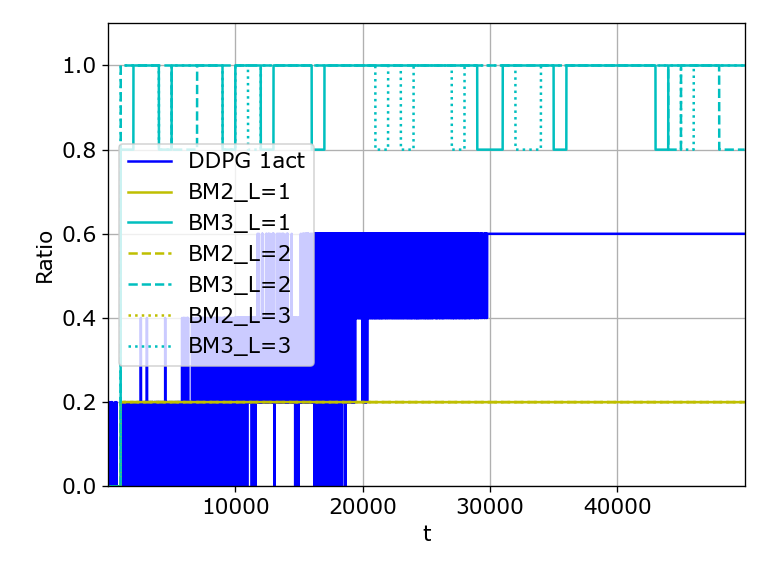 1.0
0.8
0.6
0.4
0.2
0.0
Ratio
DDPG 1act
BM2_L=1
BM3_L=1
BM2_L=2
BM3_L=2
BM2_L=3
BM3_L=3
10000 20000 30000 40000
t